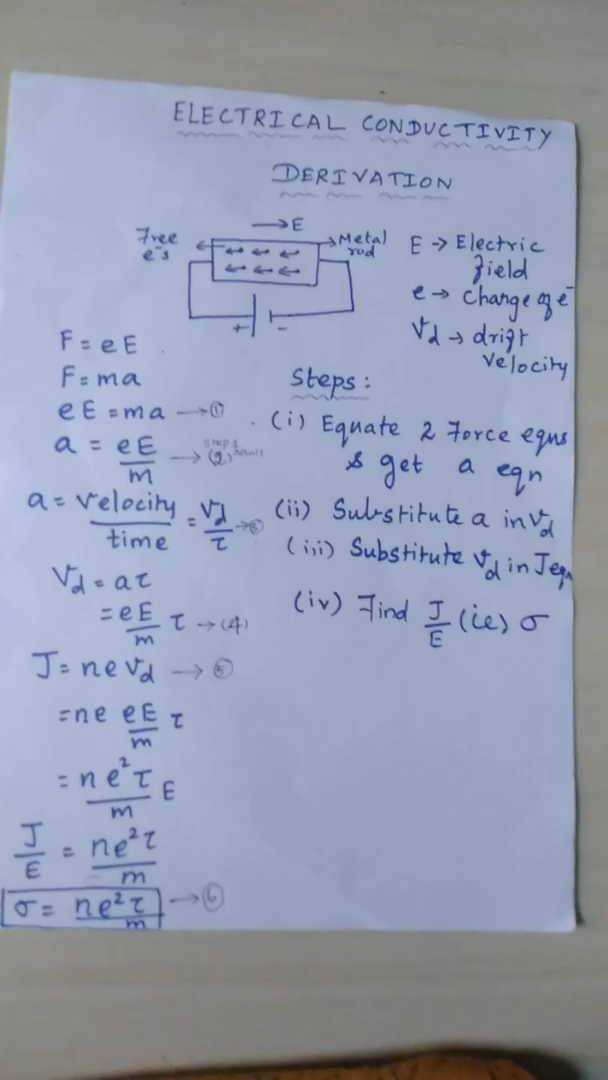 ELECTRICAL CONDUCTIVITY
DERIVATION
→E
Free
e⁻s
Metal
rod
+ -
E → Electric
field
e → Charge of e⁻
Vd → drift
velocity
F = eE
F = ma
eE = ma → ①
a = eE/m → (2)
a = velocity/time = Vd/τ → ③
Vd = aτ
= eE/m τ → (4)
J = neVd → ⑤
= ne eE/m τ
= ne²τ/m E
J/E = ne²τ/m
σ = ne²τ/m → ⑥
Steps:
(i) Equate 2 Force eqns
& get a eqn
(ii) Substitute a in Vd
(iii) Substitute Vd in J eqn
(iv) Find J/E (ie) σ